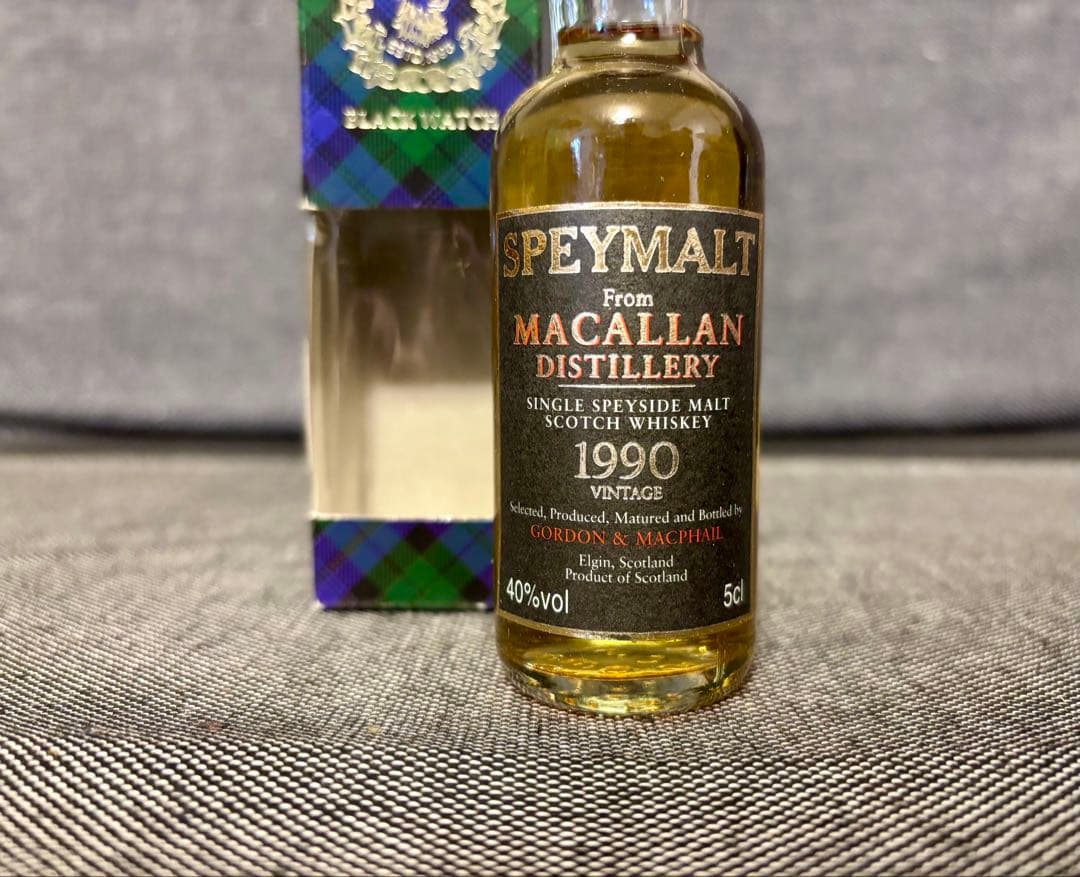 BLACK WATCH
SPEYMALT
From
MACALLAN
DISTILLERY
SINGLE SPEYSIDE MALT
SCOTCH WHISKEY
1990
VINTAGE
Selected, Produced, Matured and Bottled by
GORDON & MACPHAIL
Elgin, Scotland
Product of Scotland
40%vol
5cl